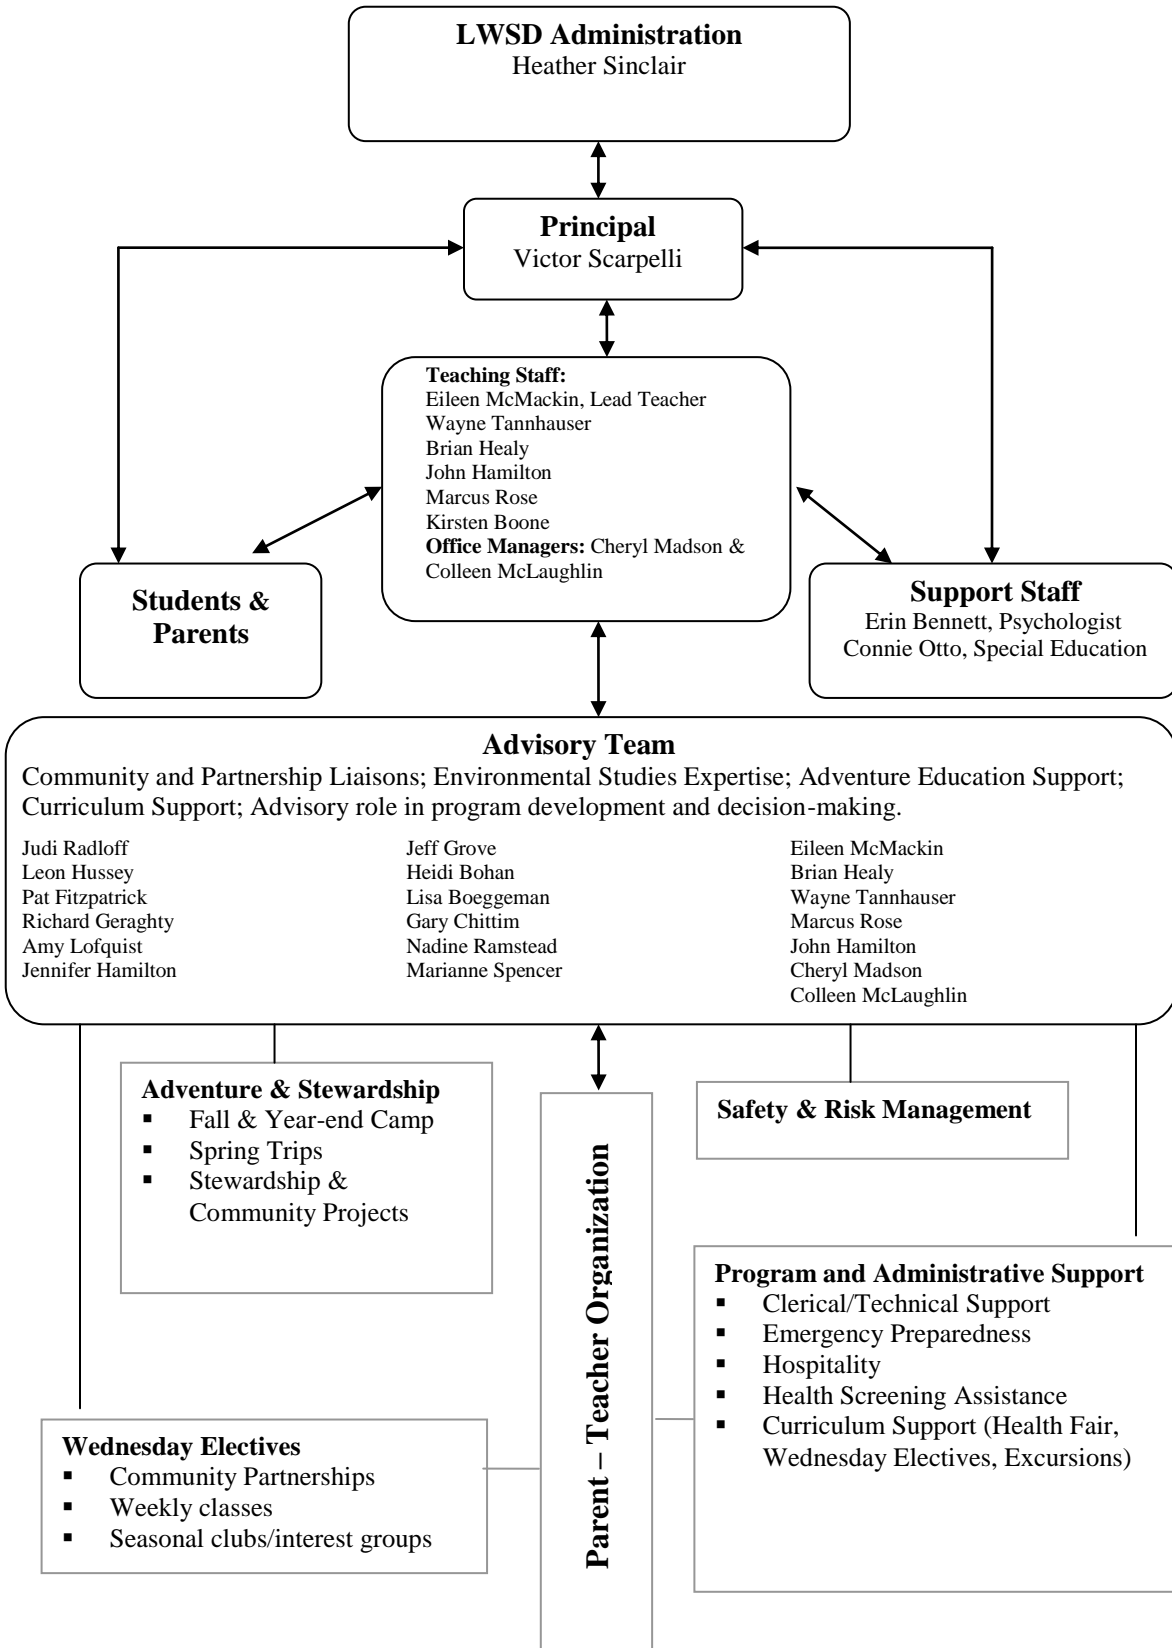 LWSD Administration
Heather Sinclair
Principal
Victor Scarpelli
Teaching Staff:
Eileen McMackin, Lead Teacher
Wayne Tannhauser
Brian Healy
John Hamilton
Marcus Rose
Kirsten Boone
Office Managers: Cheryl Madson &
Colleen McLaughlin
Students &
Parents
Support Staff
Erin Bennett, Psychologist
Connie Otto, Special Education
Advisory Team
Community and Partnership Liaisons; Environmental Studies Expertise; Adventure Education Support;
Curriculum Support; Advisory role in program development and decision-making.
Judi Radloff
Leon Hussey
Pat Fitzpatrick
Richard Geraghty
Amy Lofquist
Jennifer Hamilton
Jeff Grove
Heidi Bohan
Lisa Boeggeman
Gary Chittim
Nadine Ramstead
Marianne Spencer
Eileen McMackin
Brian Healy
Wayne Tannhauser
Marcus Rose
John Hamilton
Cheryl Madson
Colleen McLaughlin
Adventure & Stewardship
▪ Fall & Year-end Camp
▪ Spring Trips
▪ Stewardship &
Community Projects
Safety & Risk Management
Parent – Teacher Organization
Program and Administrative Support
▪ Clerical/Technical Support
▪ Emergency Preparedness
▪ Hospitality
▪ Health Screening Assistance
▪ Curriculum Support (Health Fair,
Wednesday Electives, Excursions)
Wednesday Electives
▪ Community Partnerships
▪ Weekly classes
▪ Seasonal clubs/interest groups